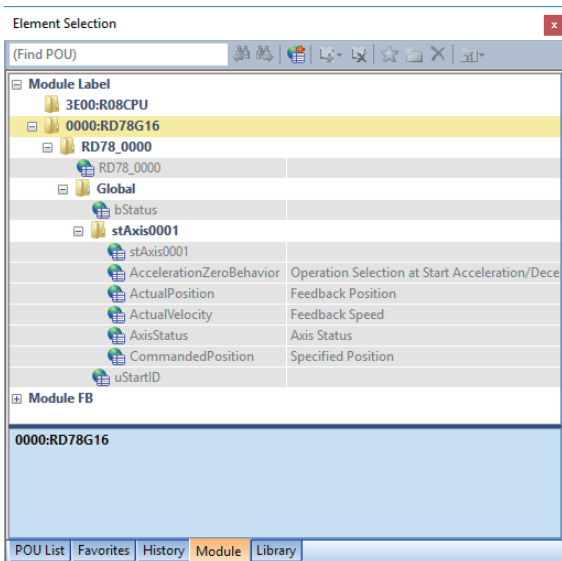 Element Selection
(Find POU)
Module Label
3E00:R08CPU
0000:RD78G16
RD78_0000
RD78_0000
Global
bStatus
stAxis0001
stAxis0001
AccelerationZeroBehavior Operation Selection at Start Acceleration/Dece
ActualPosition Feedback Position
ActualVelocity Feedback Speed
AxisStatus Axis Status
CommandedPosition Specified Position
uStartID
Module FB
0000:RD78G16
POU List Favorites History Module Library